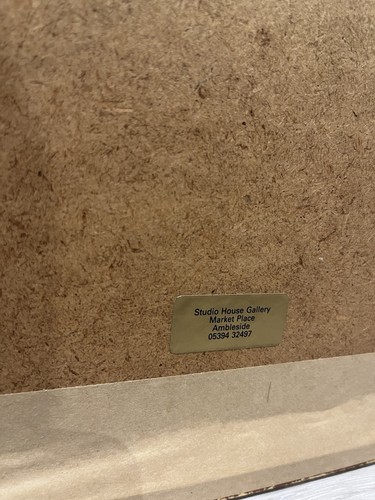 Studio House Gallery
Market Place
Ambleside
05394 32497